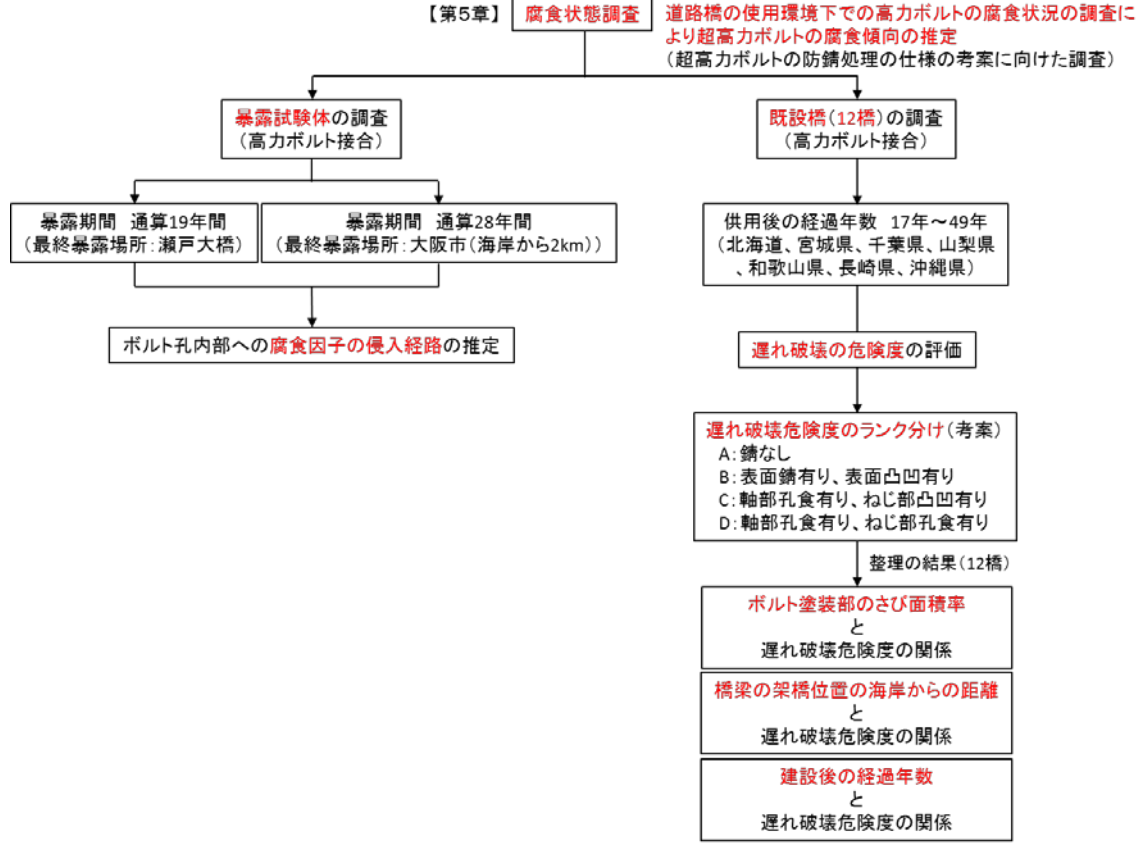 【第5章】 腐食状態調査
道路橋の使用環境下での高力ボルトの腐食状況の調査に
より超高力ボルトの腐食傾向の推定
（超高力ボルトの防錆処理の仕様の考案に向けた調査）
暴露試験体の調査
（高力ボルト接合）
既設橋（12橋）の調査
（高力ボルト接合）
暴露期間　通算19年間
（最終暴露場所：瀬戸大橋）
暴露期間　通算28年間
（最終暴露場所：大阪市（海岸から2km））
供用後の経過年数　17年～49年
（北海道、宮城県、千葉県、山梨県
、和歌山県、長崎県、沖縄県）
ボルト孔内部への腐食因子の侵入経路の推定
遅れ破壊の危険度の評価
遅れ破壊危険度のランク分け（考案）
A：錆なし
B：表面錆有り、表面凸凹有り
C：軸部孔食有り、ねじ部凸凹有り
D：軸部孔食有り、ねじ部孔食有り
整理の結果（12橋）
ボルト塗装部のさび面積率
と
遅れ破壊危険度の関係
橋梁の架橋位置の海岸からの距離
と
遅れ破壊危険度の関係
建設後の経過年数
と
遅れ破壊危険度の関係